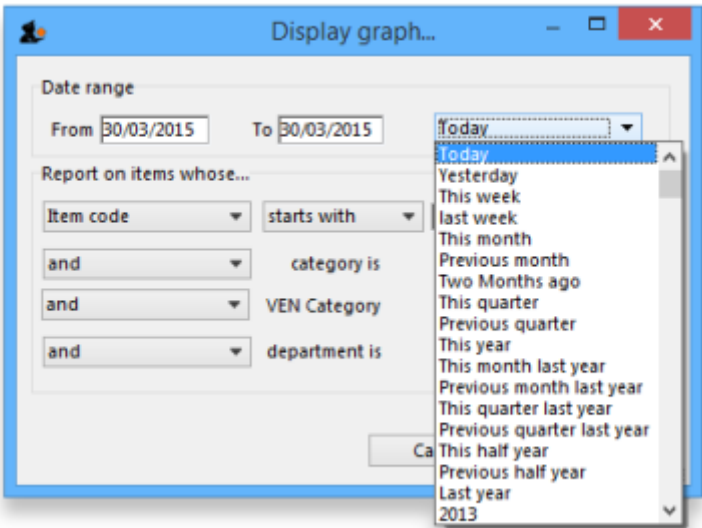 Display graph...
Date range
From 30/03/2015 To 30/03/2015 Today
Today
Yesterday
This week
last week
This month
Previous month
Two Months ago
This quarter
Previous quarter
This year
This month last year
Previous month last year
This quarter last year
Previous quarter last year
This half year
Previous half year
Last year
2013
Report on items whose...
Item code starts with
and category is
and VEN Category
and department is